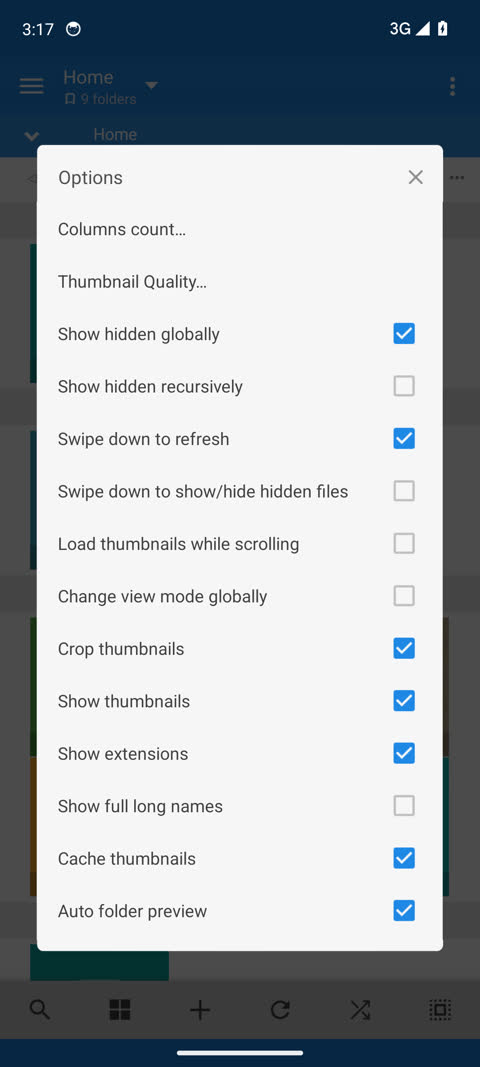 3:17
3G
Home
9 folders
Home
Options
Columns count...
Thumbnail Quality...
Show hidden globally
Show hidden recursively
Swipe down to refresh
Swipe down to show/hide hidden files
Load thumbnails while scrolling
Change view mode globally
Crop thumbnails
Show thumbnails
Show extensions
Show full long names
Cache thumbnails
Auto folder preview